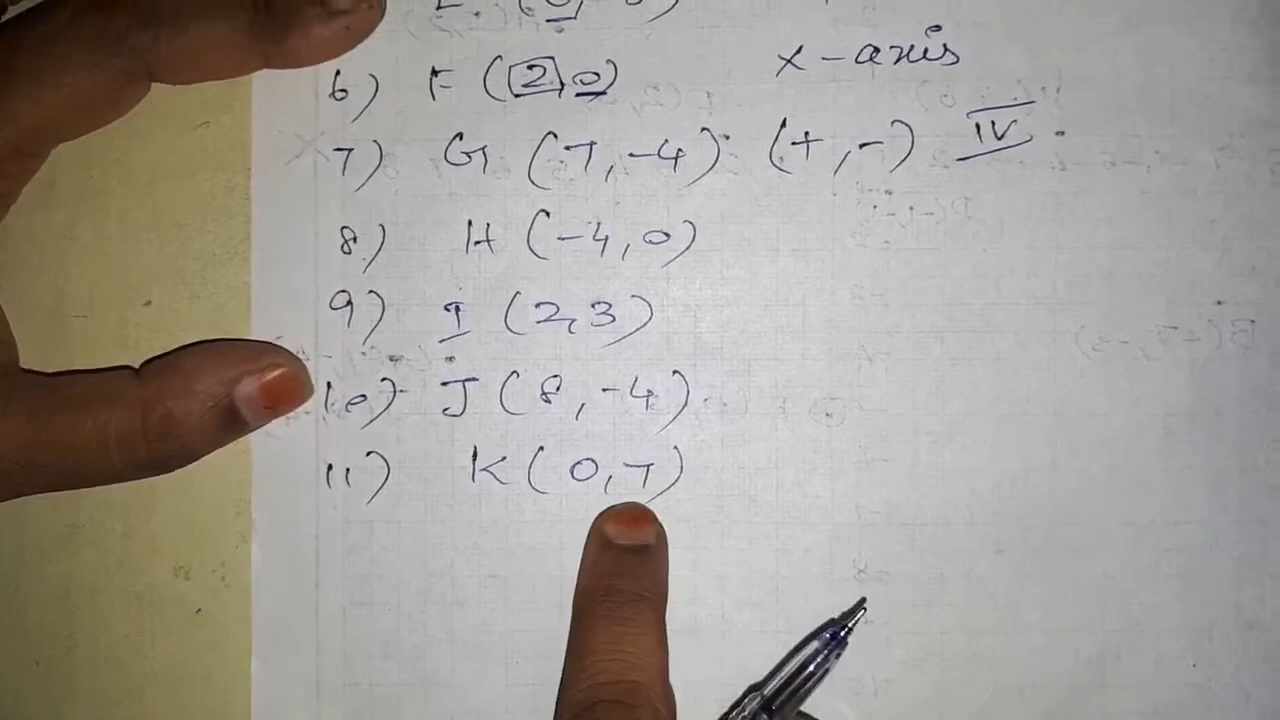 6) F (2, 0) x-axis
7) G (7, -4) (+, -) IV
8) H (-4, 0)
9) I (2, 3)
10) J (8, -4)
11) K (0, 7)